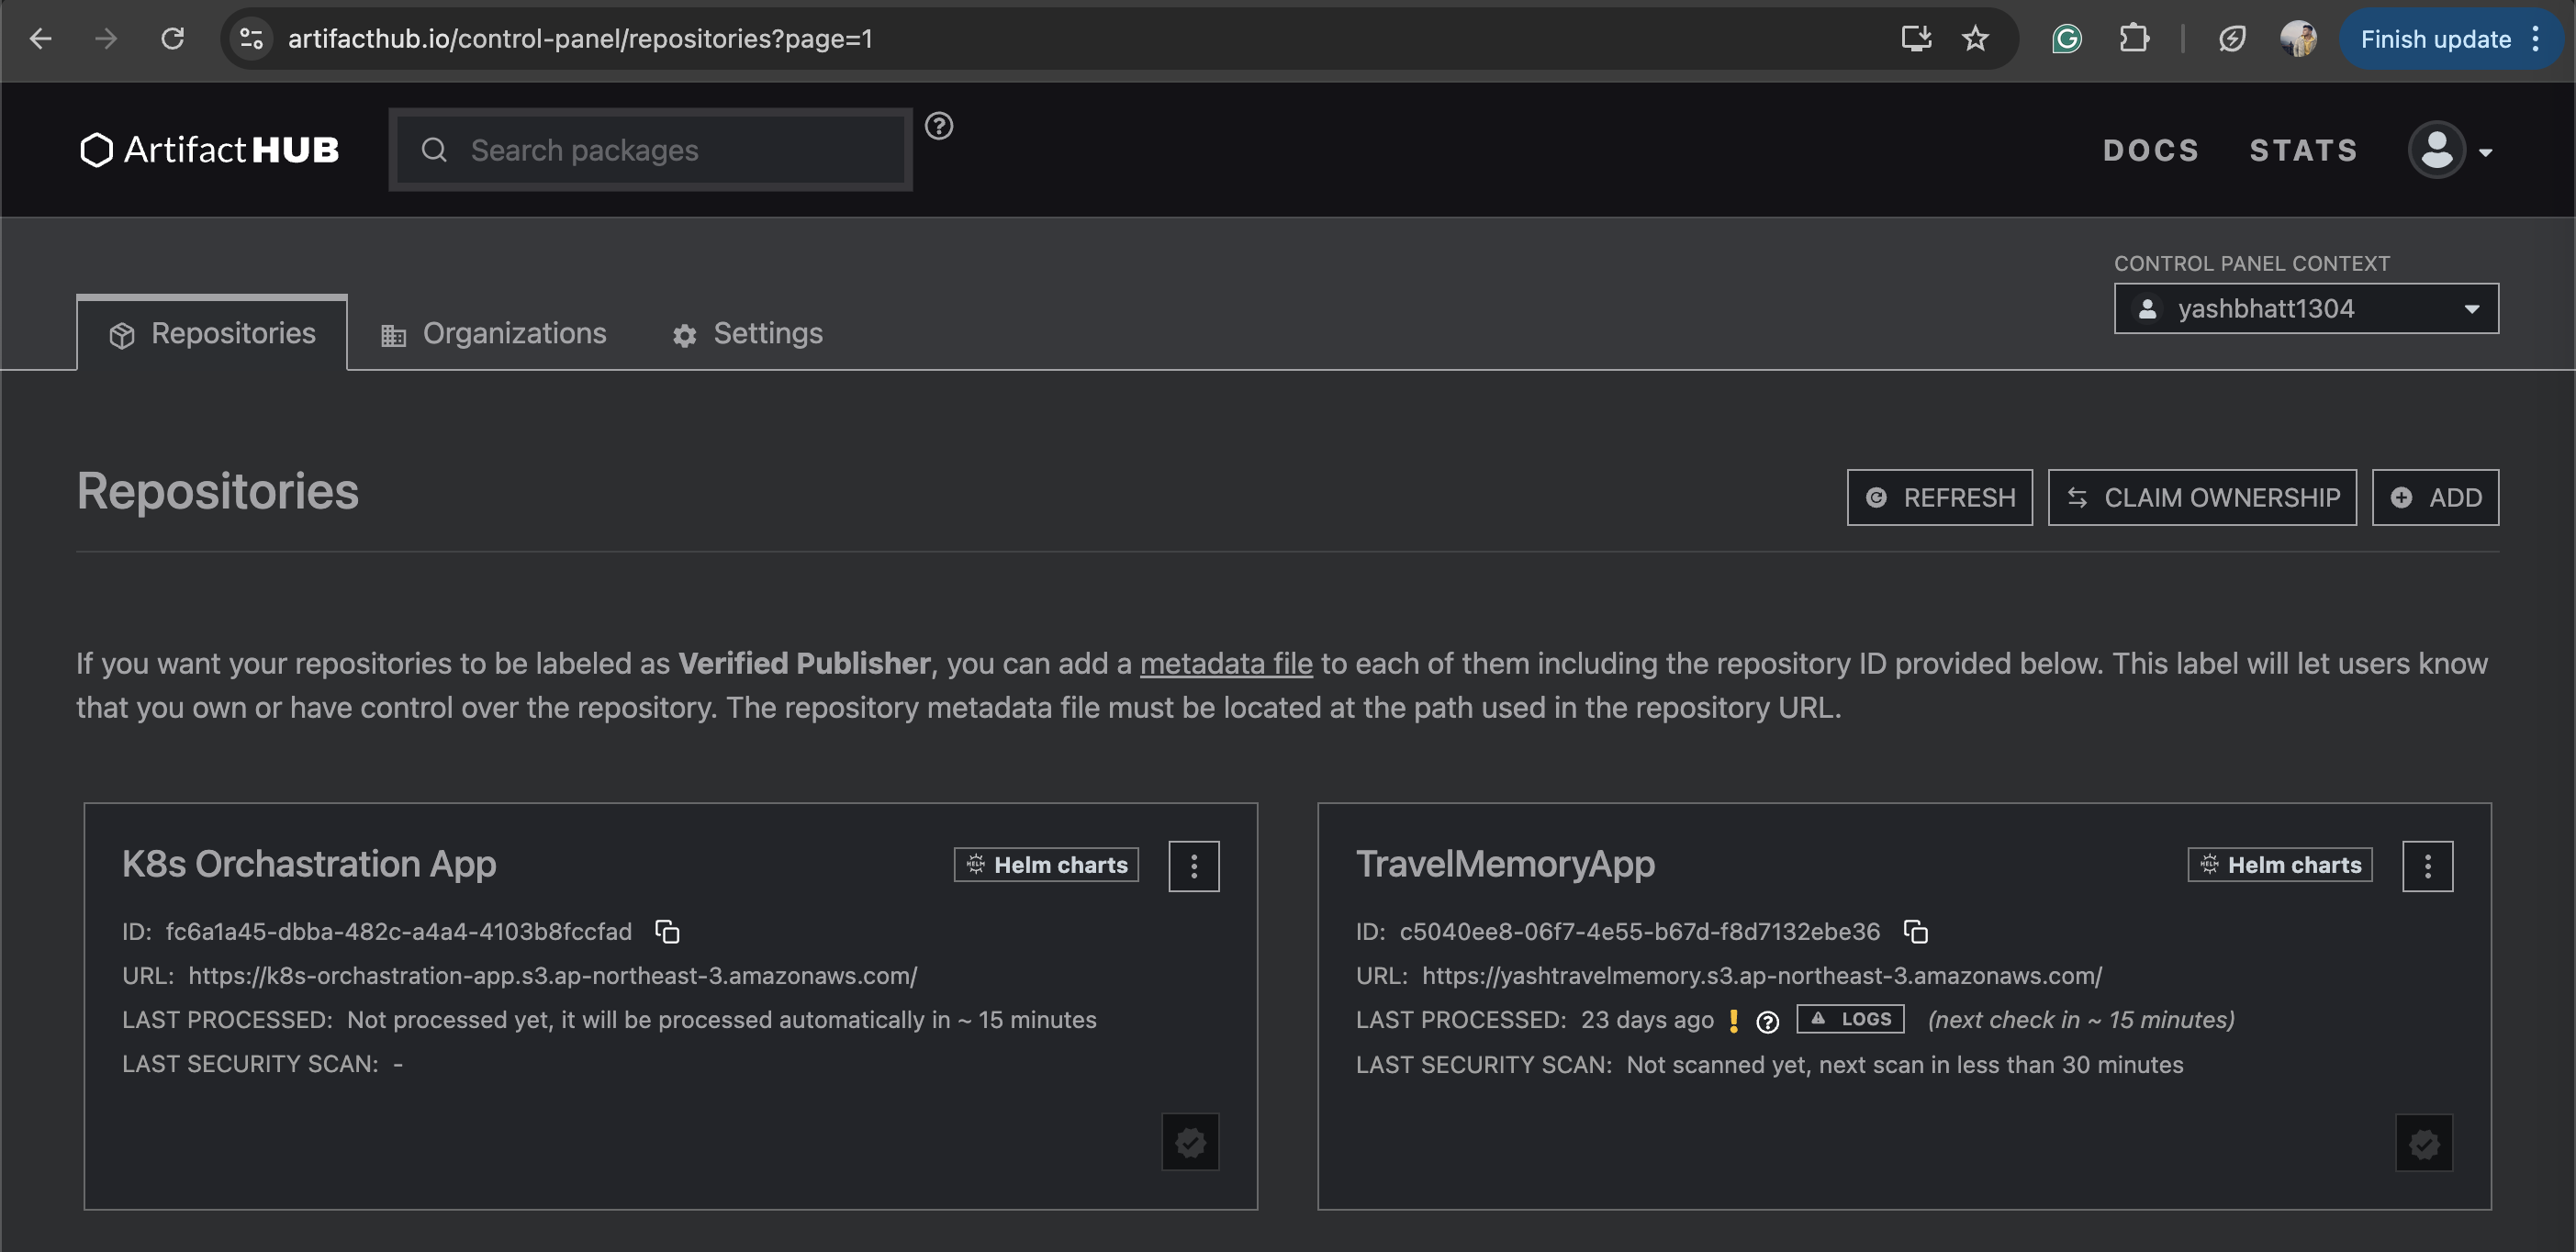 artifacthub.io/control-panel/repositories?page=1
Finish update
Artifact HUB
Search packages
DOCS
STATS
CONTROL PANEL CONTEXT
yashbhatt1304
Repositories
Organizations
Settings
Repositories
REFRESH
CLAIM OWNERSHIP
ADD
If you want your repositories to be labeled as Verified Publisher, you can add a metadata file to each of them including the repository ID provided below. This label will let users know
that you own or have control over the repository. The repository metadata file must be located at the path used in the repository URL.
K8s Orchastration App
HELM Helm charts
ID: fc6a1a45-dbba-482c-a4a4-4103b8fccfad
URL: https://k8s-orchastration-app.s3.ap-northeast-3.amazonaws.com/
LAST PROCESSED: Not processed yet, it will be processed automatically in ~ 15 minutes
LAST SECURITY SCAN: -
TravelMemoryApp
HELM Helm charts
ID: c5040ee8-06f7-4e55-b67d-f8d7132ebe36
URL: https://yashtravelmemory.s3.ap-northeast-3.amazonaws.com/
LAST PROCESSED: 23 days ago ! LOGS (next check in ~ 15 minutes)
LAST SECURITY SCAN: Not scanned yet, next scan in less than 30 minutes